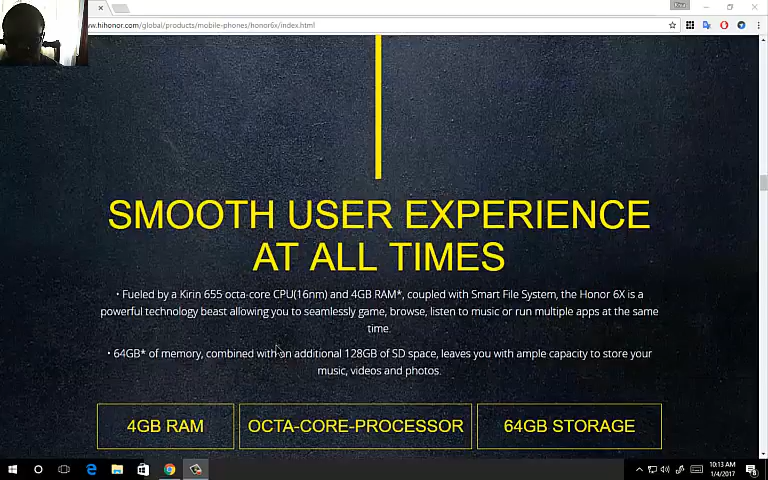 ww.hihonor.com/global/products/mobile-phones/honor6x/index.html
SMOOTH USER EXPERIENCE
AT ALL TIMES
• Fueled by a Kirin 655 octa-core CPU(16nm) and 4GB RAM*, coupled with Smart File System, the Honor 6X is a
powerful technology beast allowing you to seamlessly game, browse, listen to music or run multiple apps at the same
time.
• 64GB* of memory, combined with an additional 128GB of SD space, leaves you with ample capacity to store your
music, videos and photos.
4GB RAM
OCTA-CORE-PROCESSOR
64GB STORAGE
10:13 AM
1/4/2017